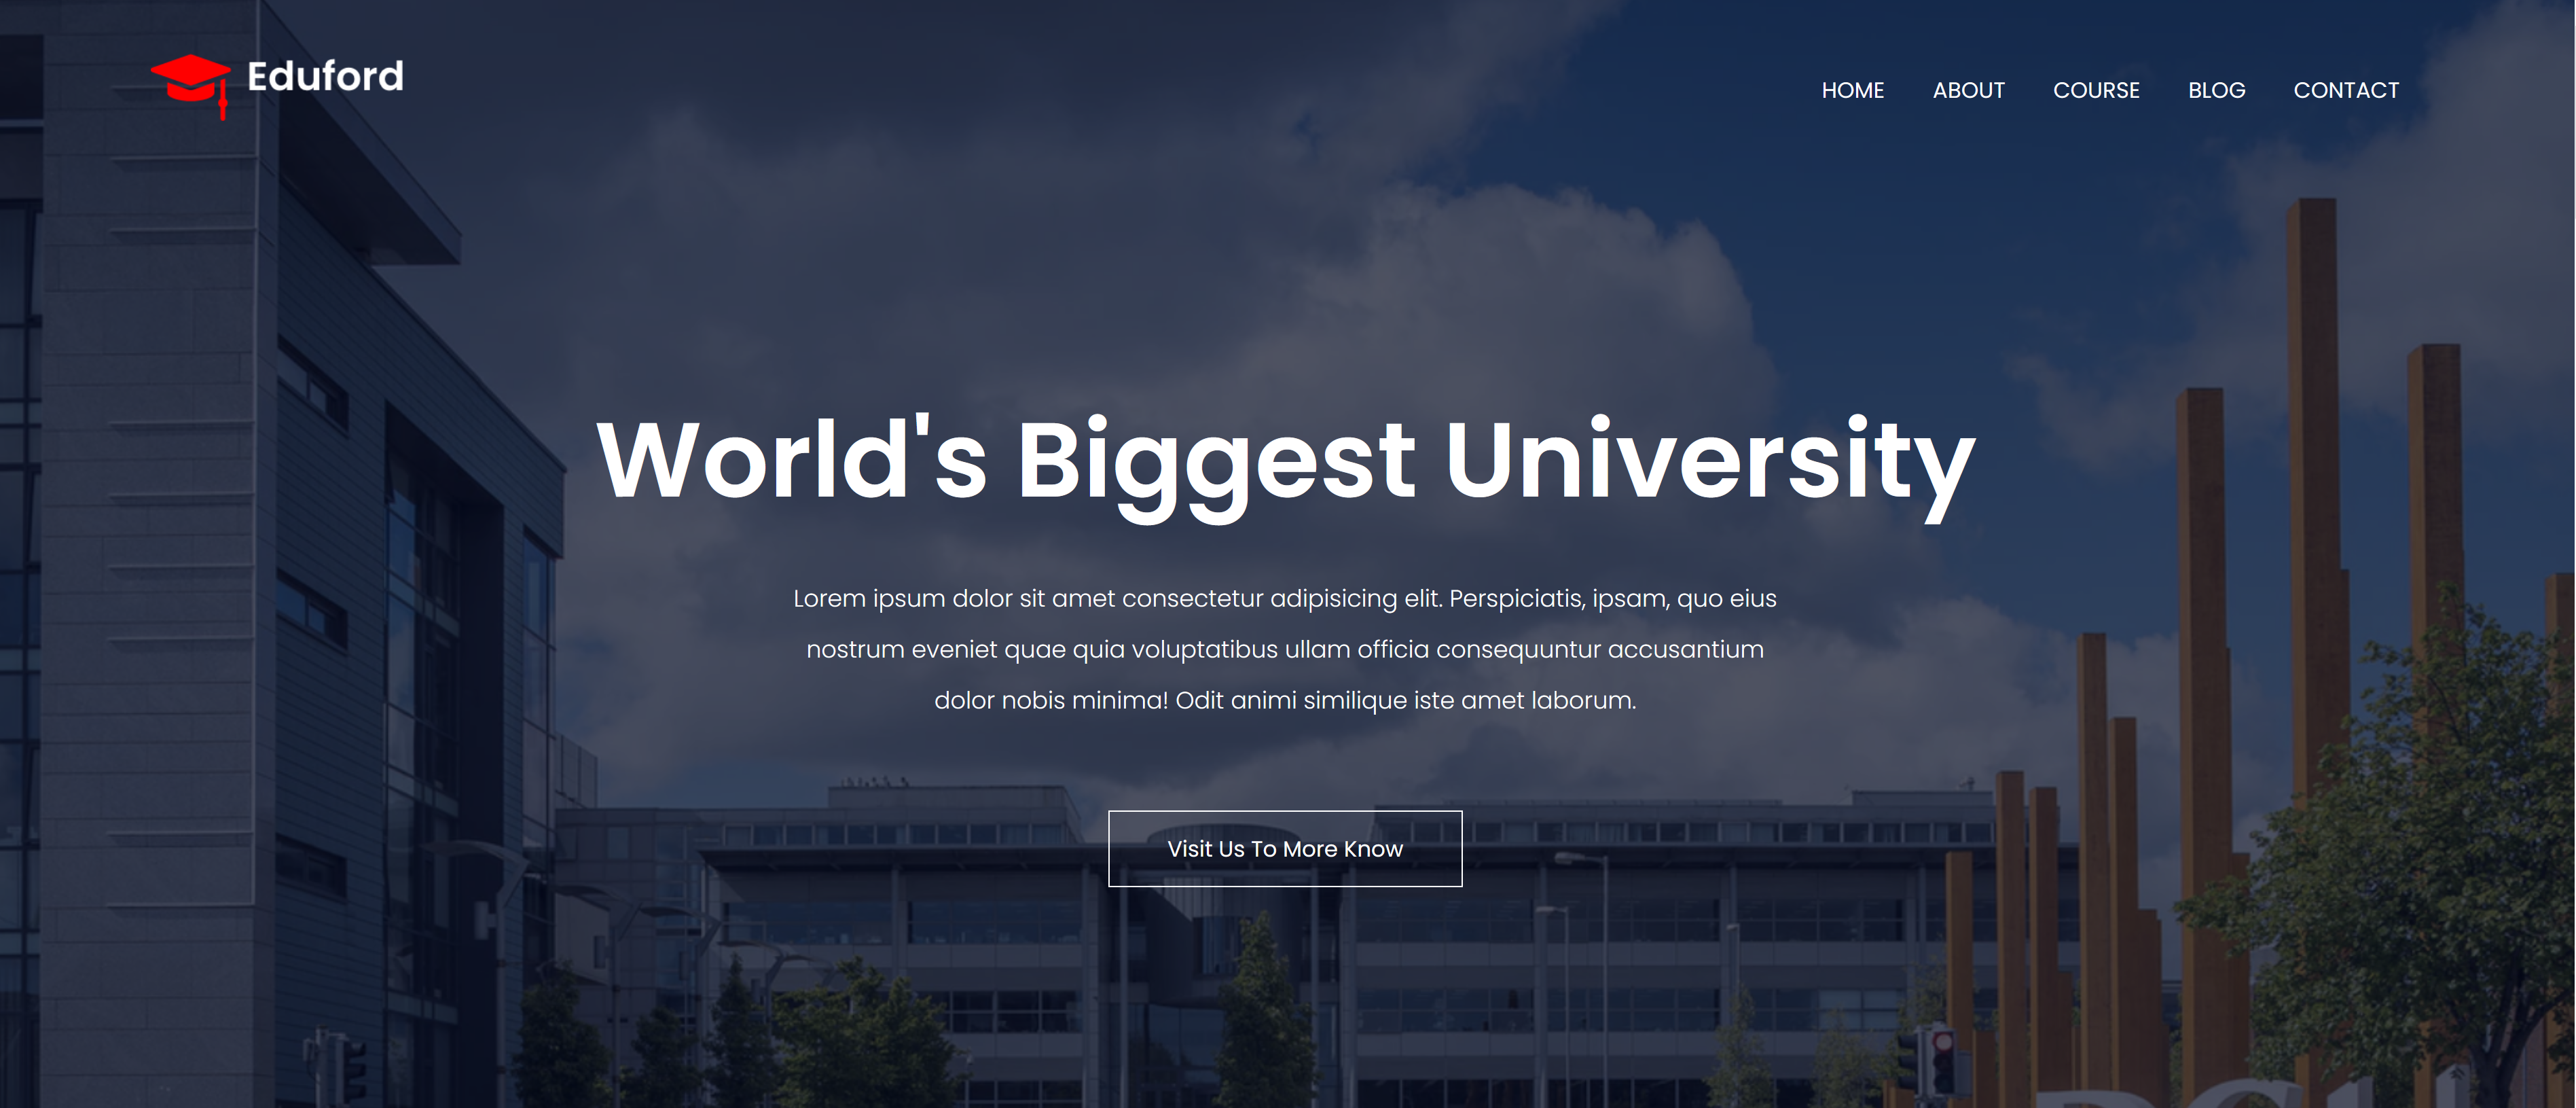 Eduford
HOME ABOUT COURSE BLOG CONTACT
World's Biggest University
Lorem ipsum dolor sit amet consectetur adipisicing elit. Perspiciatis, ipsam, quo eius
nostrum eveniet quae quia voluptatibus ullam officia consequuntur accusantium
dolor nobis minima! Odit animi similique iste amet laborum.
Visit Us To More Know